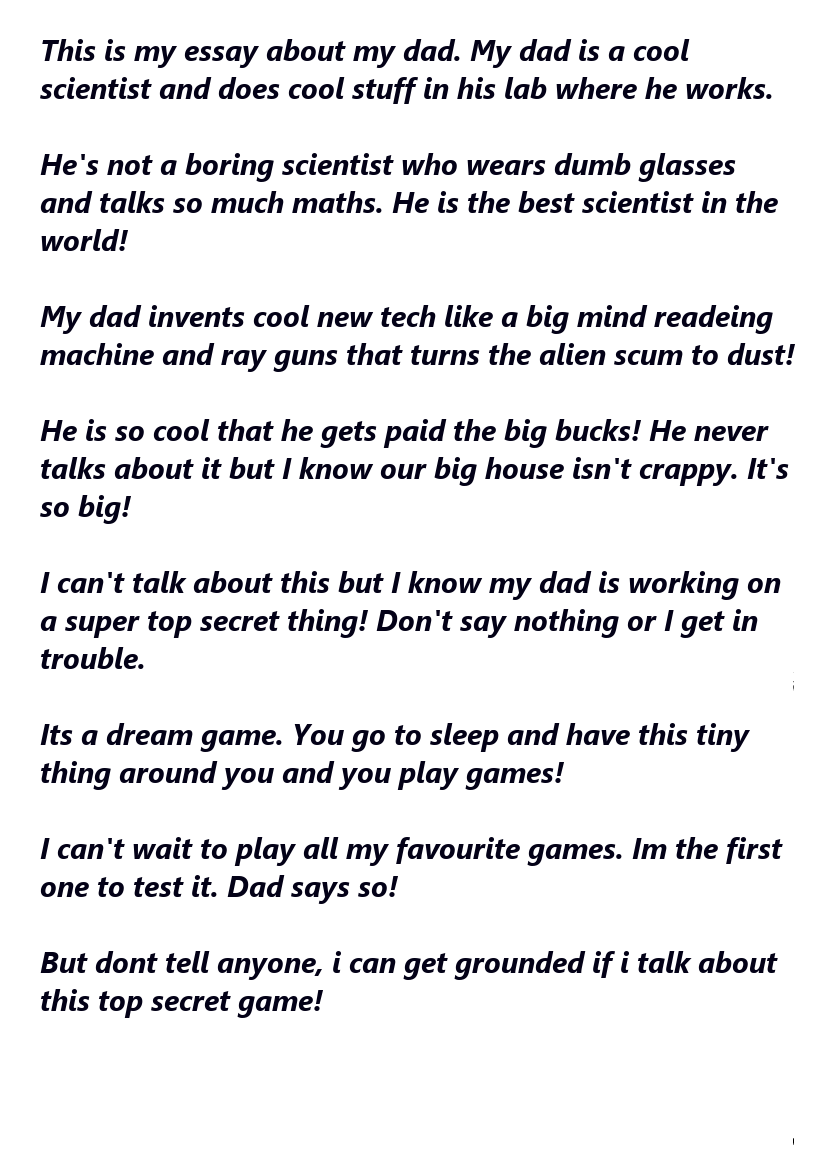 This is my essay about my dad. My dad is a cool
scientist and does cool stuff in his lab where he works.
He's not a boring scientist who wears dumb glasses
and talks so much maths. He is the best scientist in the
world!
My dad invents cool new tech like a big mind readeing
machine and ray guns that turns the alien scum to dust!
He is so cool that he gets paid the big bucks! He never
talks about it but I know our big house isn't crappy. It's
so big!
I can't talk about this but I know my dad is working on
a super top secret thing! Don't say nothing or I get in
trouble.
Its a dream game. You go to sleep and have this tiny
thing around you and you play games!
I can't wait to play all my favourite games. Im the first
one to test it. Dad says so!
But dont tell anyone, i can get grounded if i talk about
this top secret game!